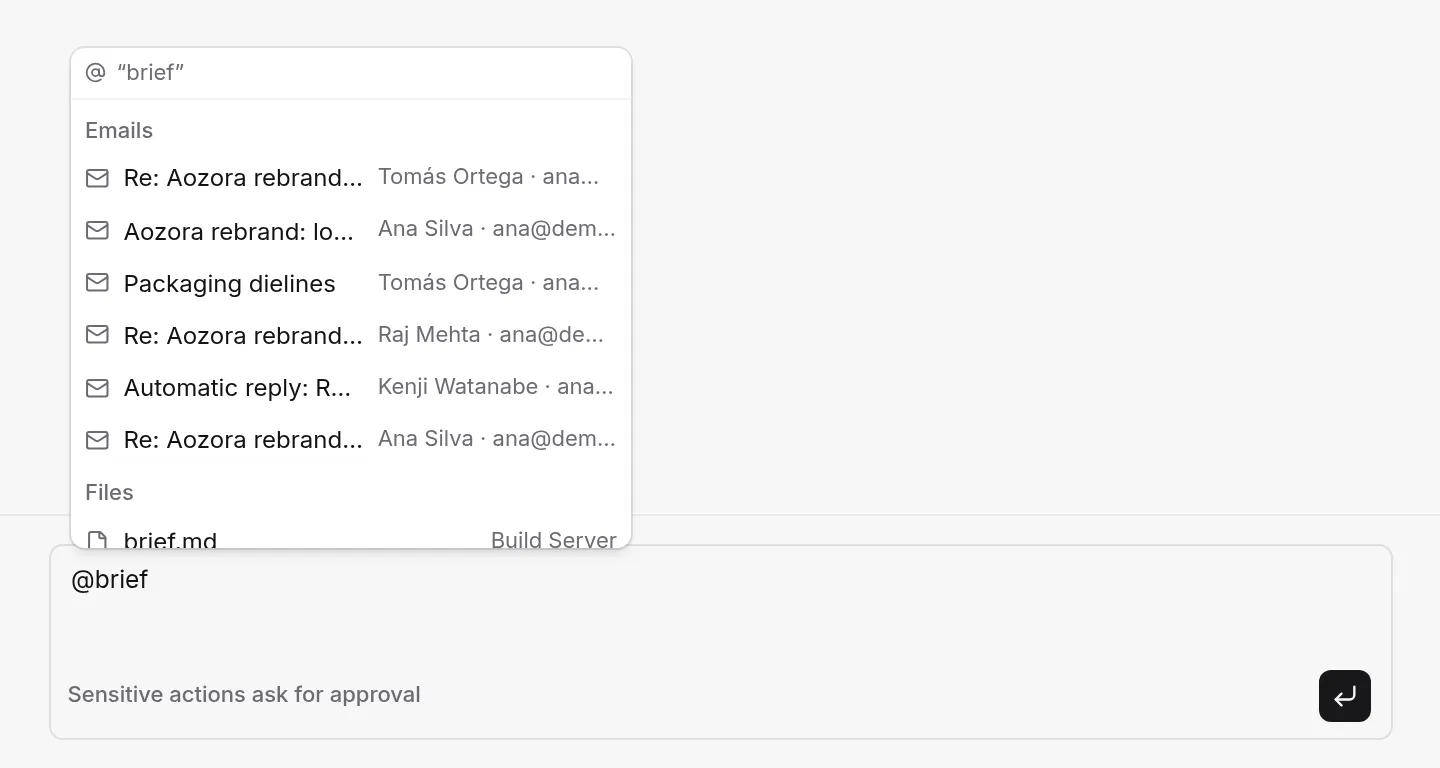 @ “brief”
Emails
Re: Aozora rebrand... Tomás Ortega · ana...
Aozora rebrand: lo... Ana Silva · ana@dem...
Packaging dielines Tomás Ortega · ana...
Re: Aozora rebrand... Raj Mehta · ana@de...
Automatic reply: R... Kenji Watanabe · ana...
Re: Aozora rebrand... Ana Silva · ana@dem...
Files
brief.md Build Server
@brief
Sensitive actions ask for approval